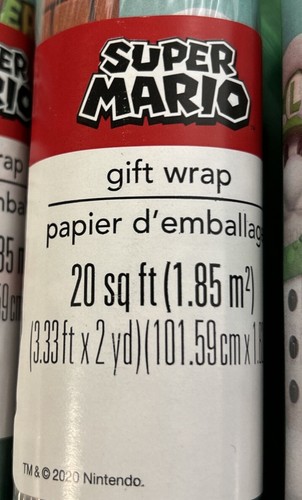 SUPER
MARIO
gift wrap
papier d'emballag
20 sq ft (1.85 m²)
(3.33 ft x 2 yd)(101.59 cm x 1.
TM & © 2020 Nintendo.